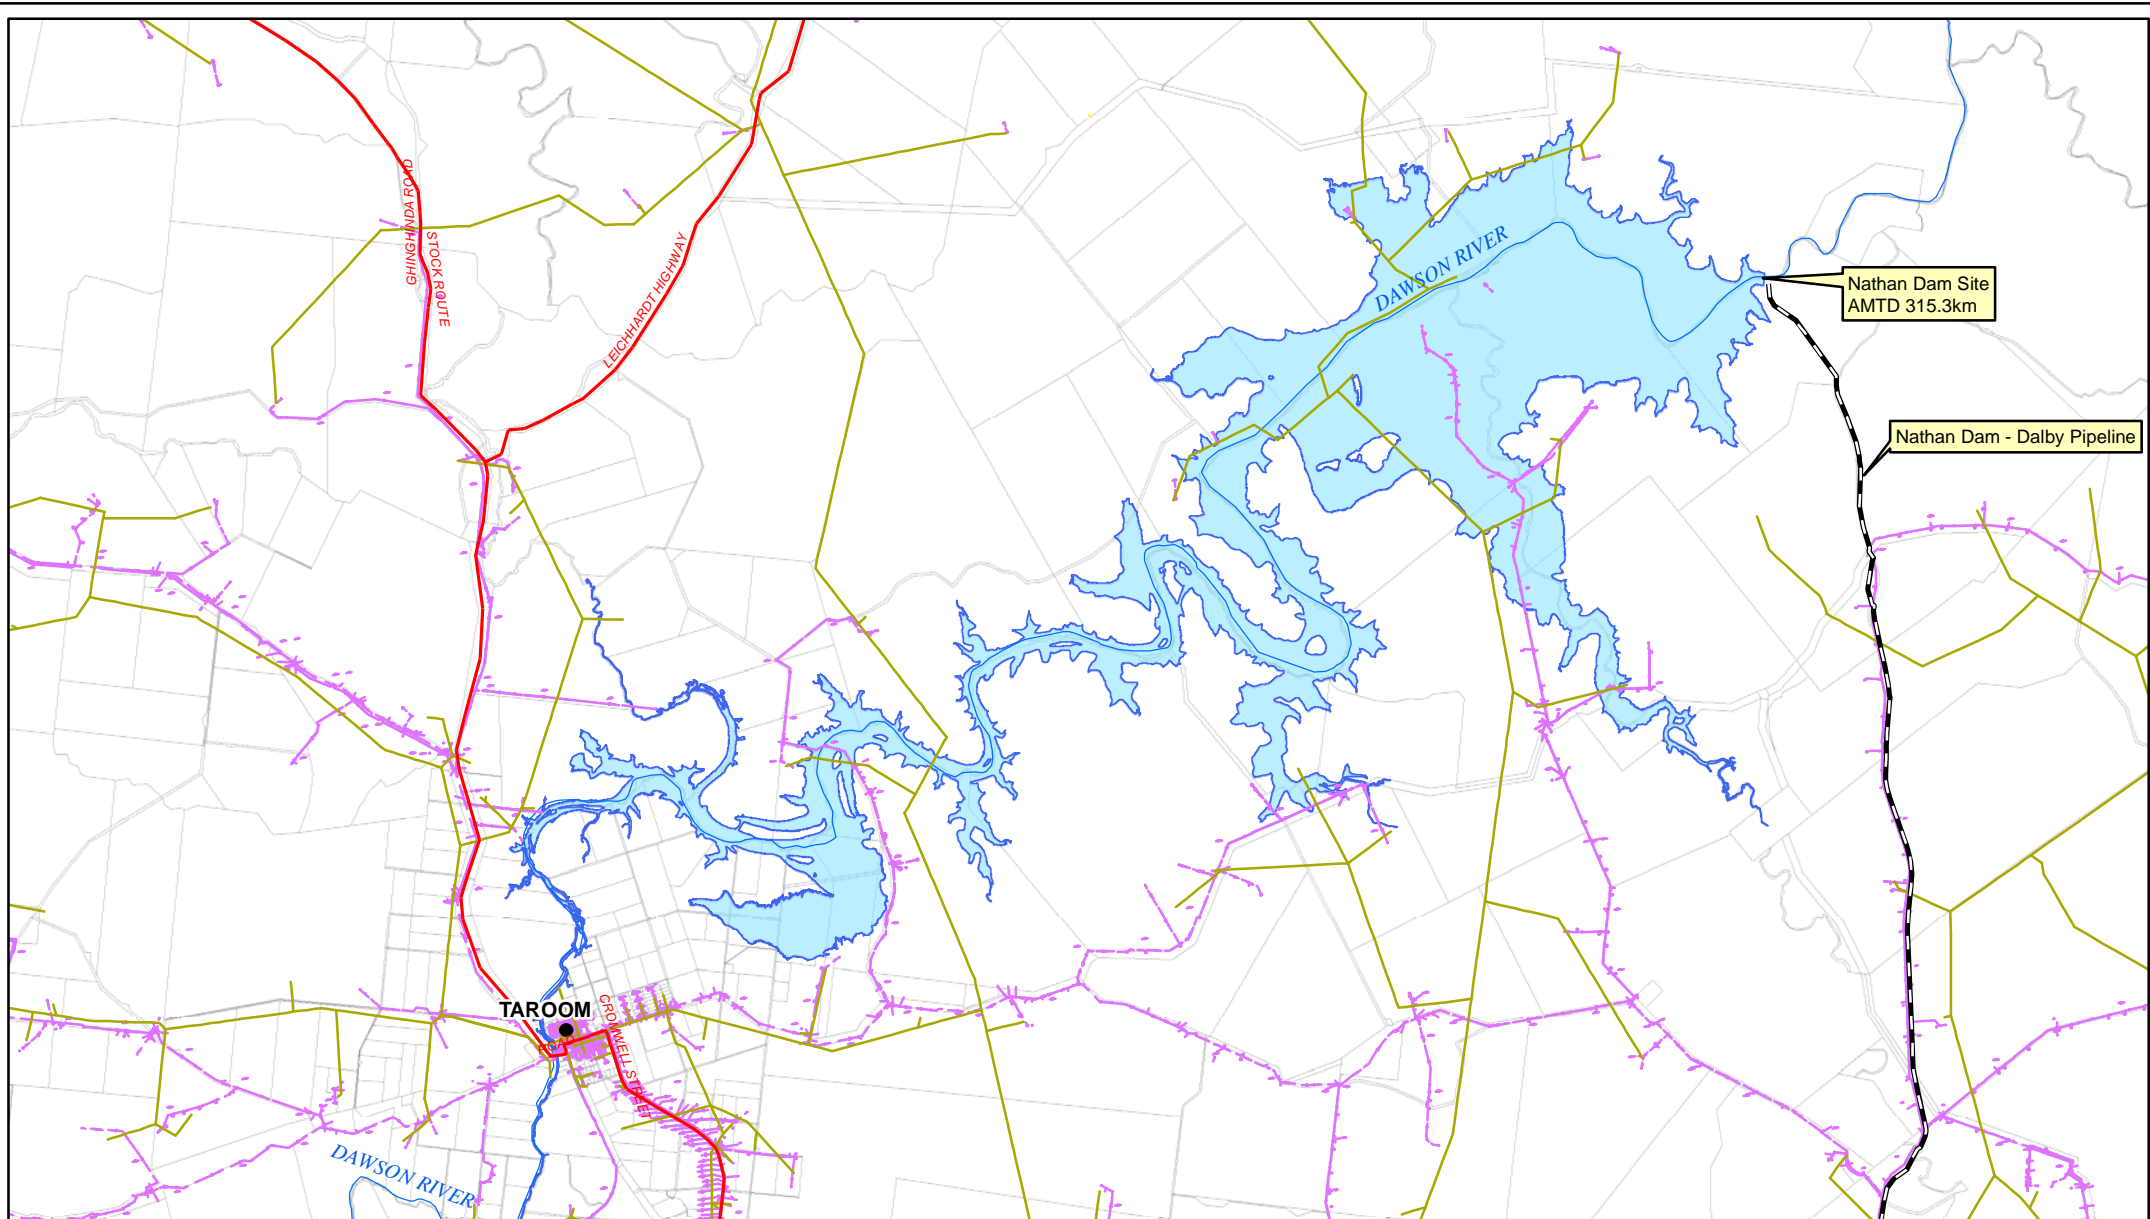 GHINGHINDA ROAD
STOCK ROUTE
LEICHHARDT HIGHWAY
DAWSON RIVER
Nathan Dam Site
AMTD 315.3km
Nathan Dam - Dalby Pipeline
TAROOM
CROMWELL STREET
DAWSON RIVER